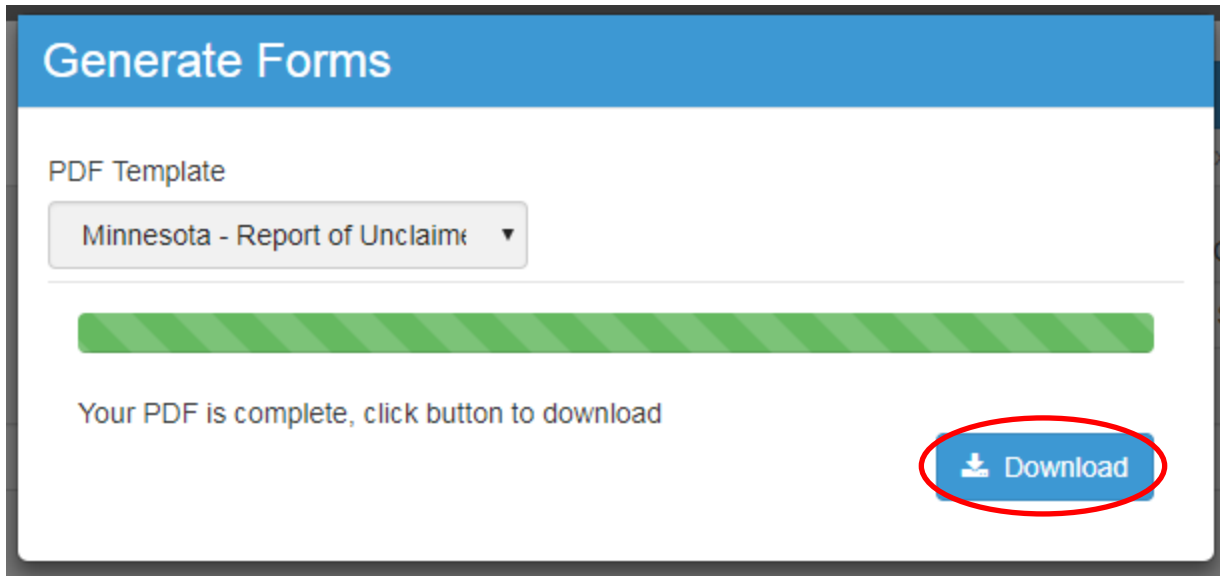 Generate Forms
PDF Template
Minnesota - Report of Unclaime
Your PDF is complete, click button to download
Download